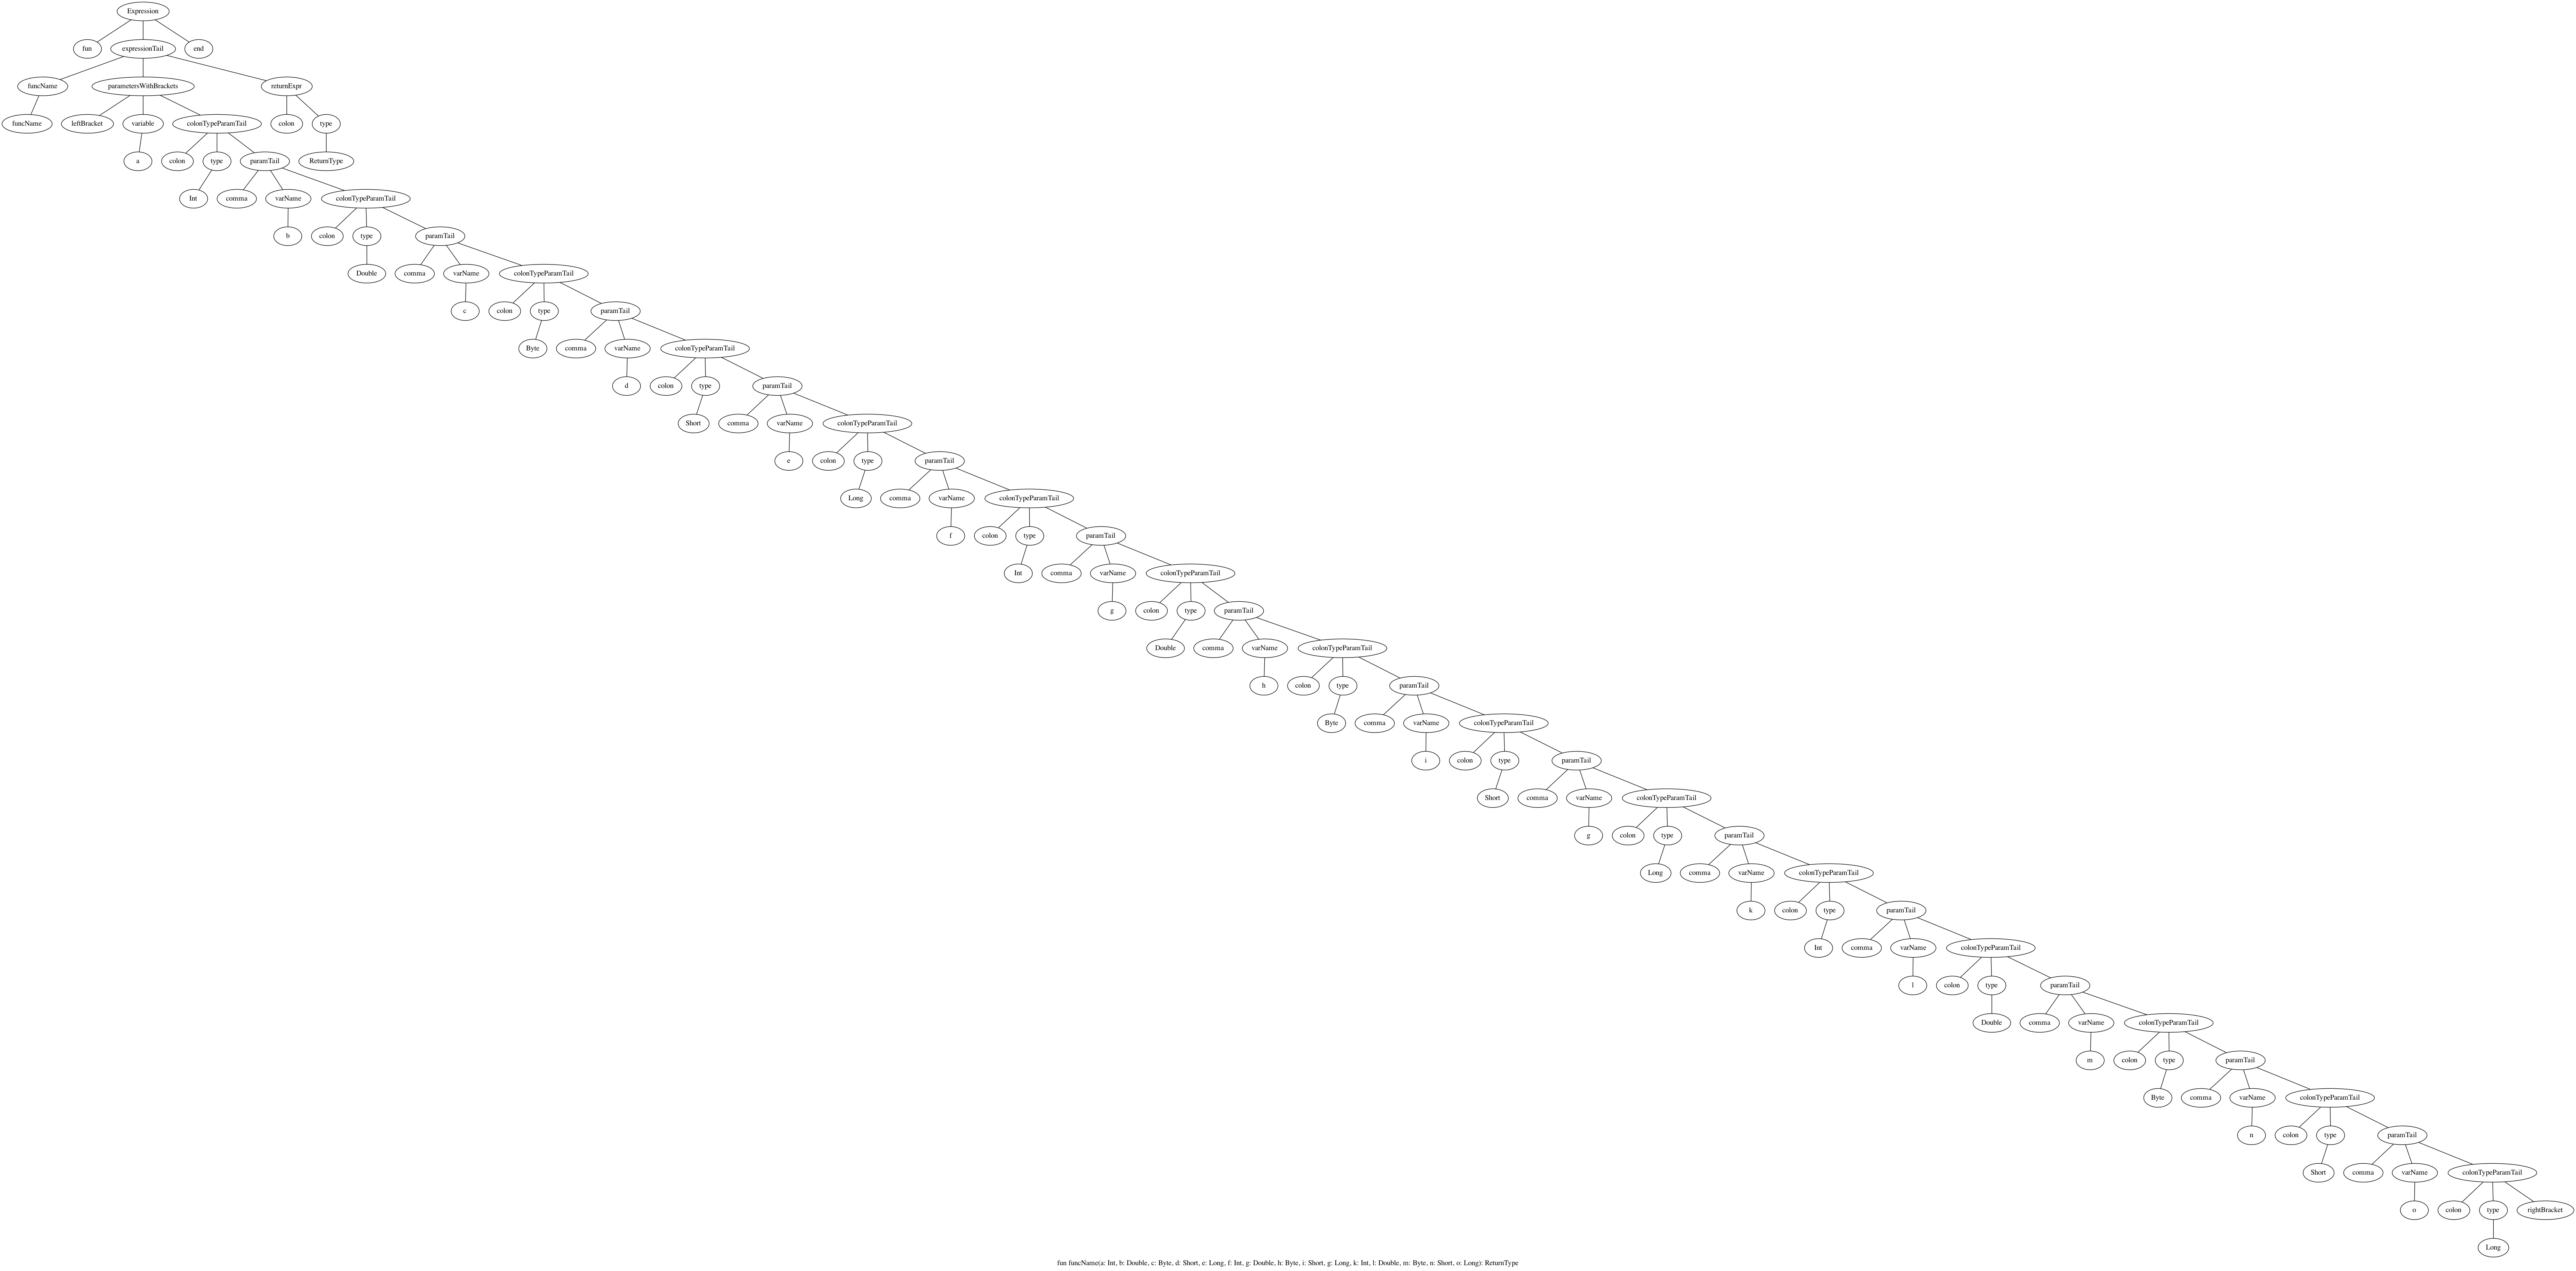 Expression
fun expressionTail end
funcName parametersWithBrackets returnExpr
funcName leftBracket variable colonTypeParamTail colon type
a colon type paramTail ReturnType
Int comma varName colonTypeParamTail
b colon type paramTail
Double comma varName colonTypeParamTail
c colon type paramTail
Byte comma varName colonTypeParamTail
d colon type paramTail
Short comma varName colonTypeParamTail
e colon type paramTail
Long comma varName colonTypeParamTail
f colon type paramTail
Int comma varName colonTypeParamTail
g colon type paramTail
Double comma varName colonTypeParamTail
h colon type paramTail
Byte comma varName colonTypeParamTail
i colon type paramTail
Short comma varName colonTypeParamTail
g colon type paramTail
Long comma varName colonTypeParamTail
k colon type paramTail
Int comma varName colonTypeParamTail
l colon type paramTail
Double comma varName colonTypeParamTail
m colon type paramTail
Byte comma varName colonTypeParamTail
n colon type paramTail
Short comma varName colonTypeParamTail
o colon type rightBracket
Long
fun funcName(a: Int, b: Double, c: Byte, d: Short, e: Long, f: Int, g: Double, h: Byte, i: Short, g: Long, k: Int, l: Double, m: Byte, n: Short, o: Long): ReturnType